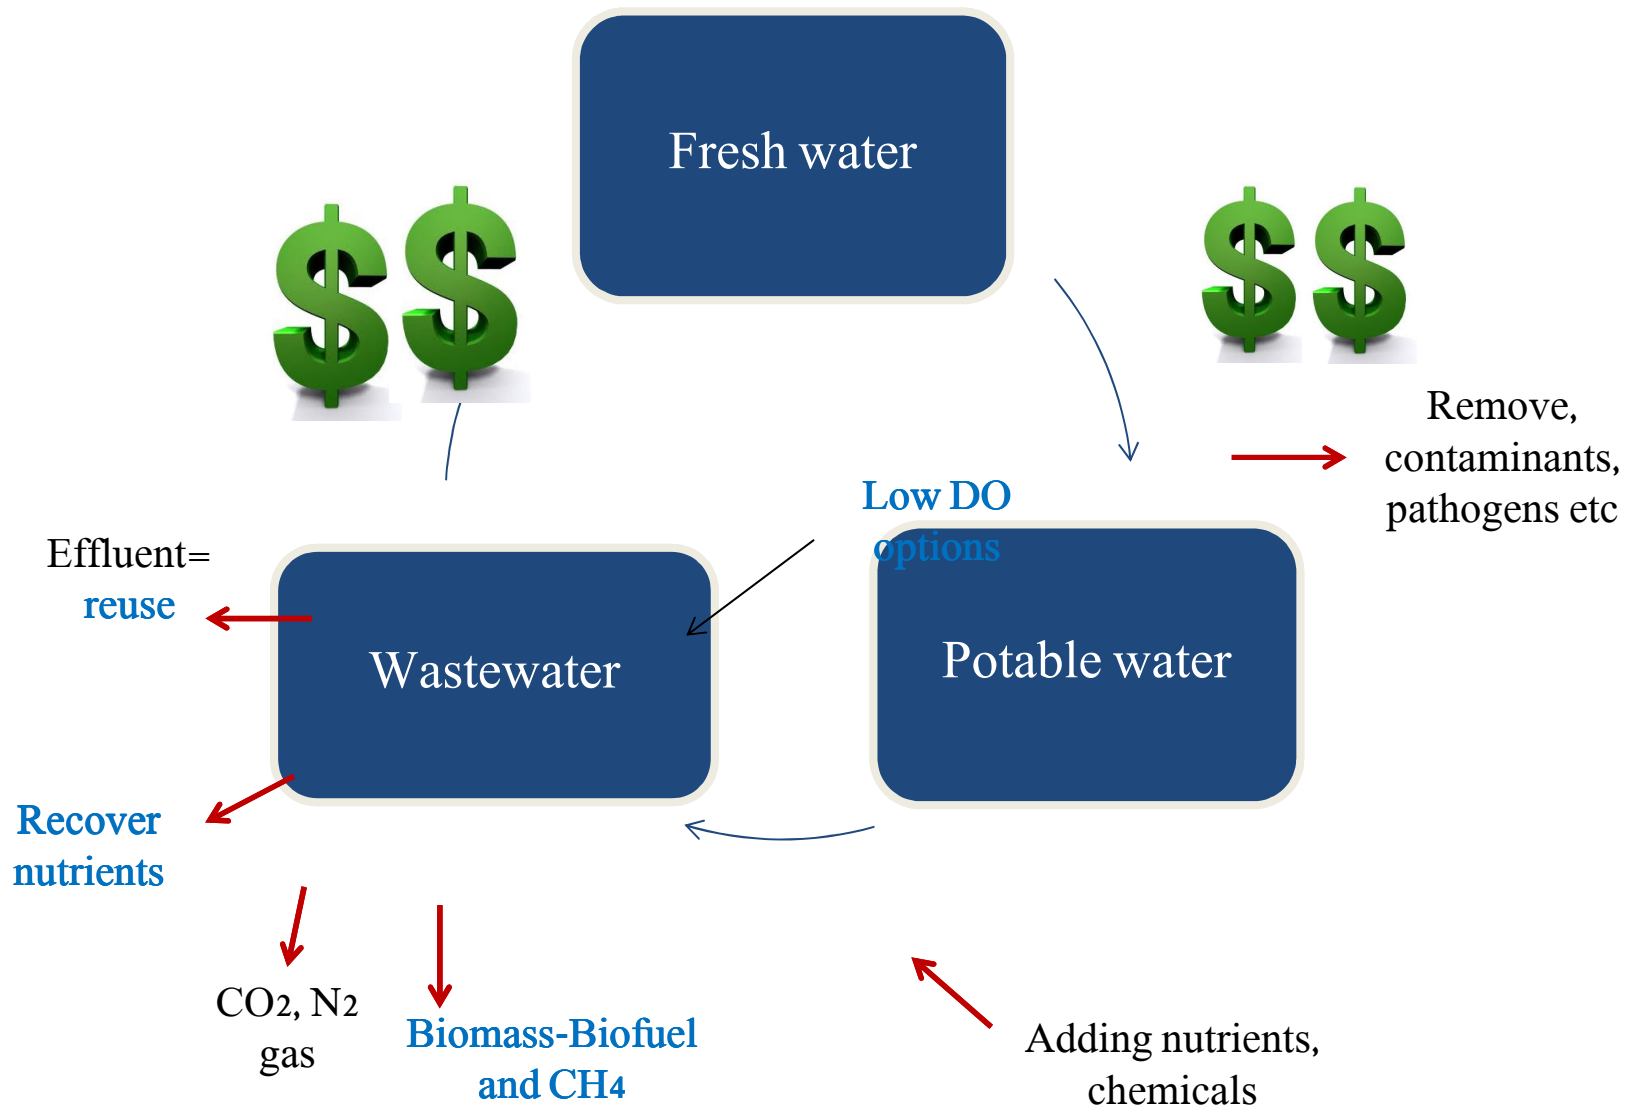 Fresh water
Remove,
contaminants,
pathogens etc
Low DO
options
Effluent=
reuse
Wastewater
Potable water
Recover
nutrients
CO2, N2
gas
Biomass-Biofuel
and CH4
Adding nutrients,
chemicals